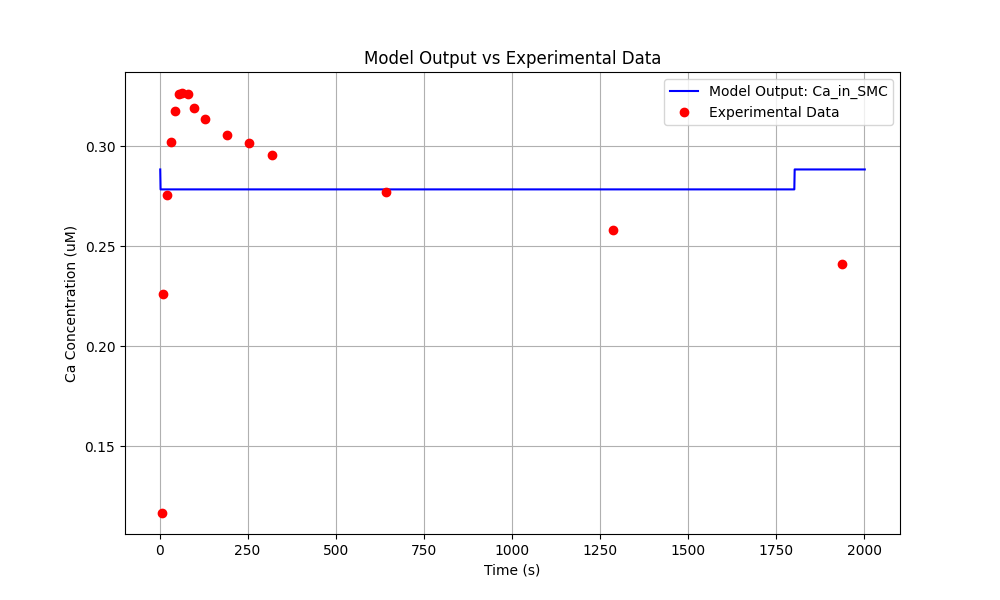 Model Output vs Experimental Data
Model Output: Ca_in_SMC
Experimental Data
Ca Concentration (uM)
0.30
0.25
0.20
0.15
0
250
500
750
1000
1250
1500
1750
2000
Time (s)